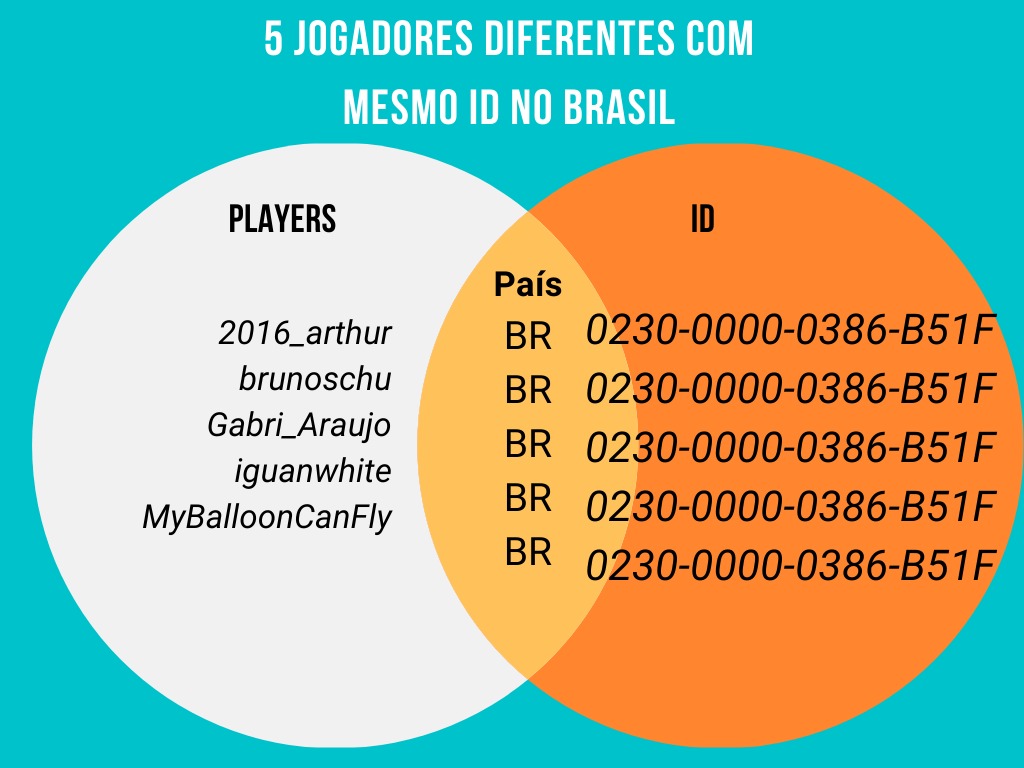 5 JOGADORES DIFERENTES COM
MESMO ID NO BRASIL
PLAYERS
2016_arthur
brunoschu
Gabri_Araujo
iguanwhite
MyBalloonCanFly
País
BR
BR
BR
BR
BR
ID
0230-0000-0386-B51F
0230-0000-0386-B51F
0230-0000-0386-B51F
0230-0000-0386-B51F
0230-0000-0386-B51F